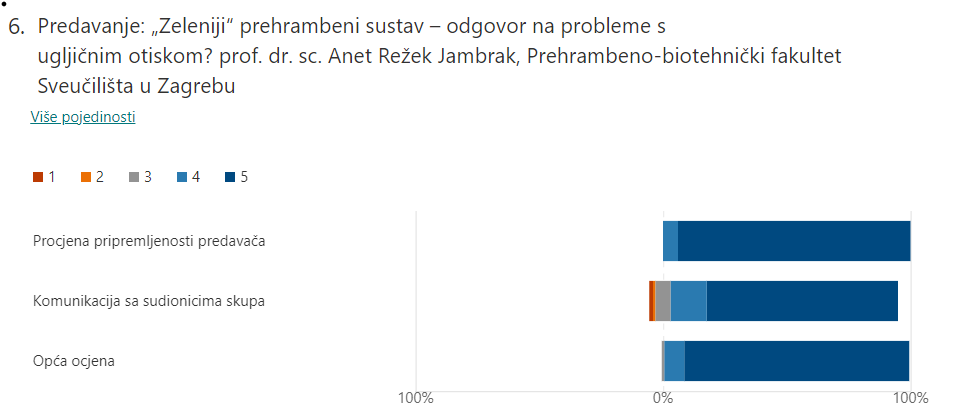 6. Predavanje: „Zeleniji“ prehrambeni sustav – odgovor na probleme s
ugljičnim otiskom? prof. dr. sc. Anet Režek Jambrak, Prehrambeno-biotehnički fakultet
Sveučilišta u Zagrebu
Više pojedinosti
1 2 3 4 5
Procjena pripremljenosti predavača
Komunikacija sa sudionicima skupa
Opća ocjena
100% 0% 100%